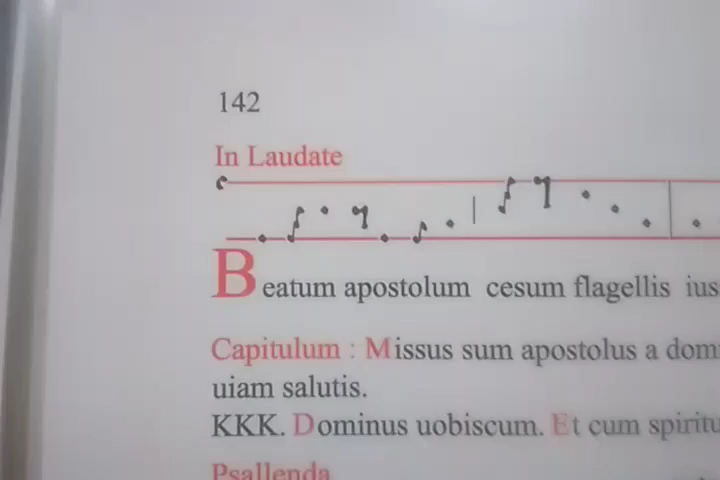 142
In Laudate
Beatum apostolum cesum flagellis ius
Capitulum : Missus sum apostolus a dom
uiam salutis.
KKK. Dominus uobiscum. Et cum spiritu
Psallenda